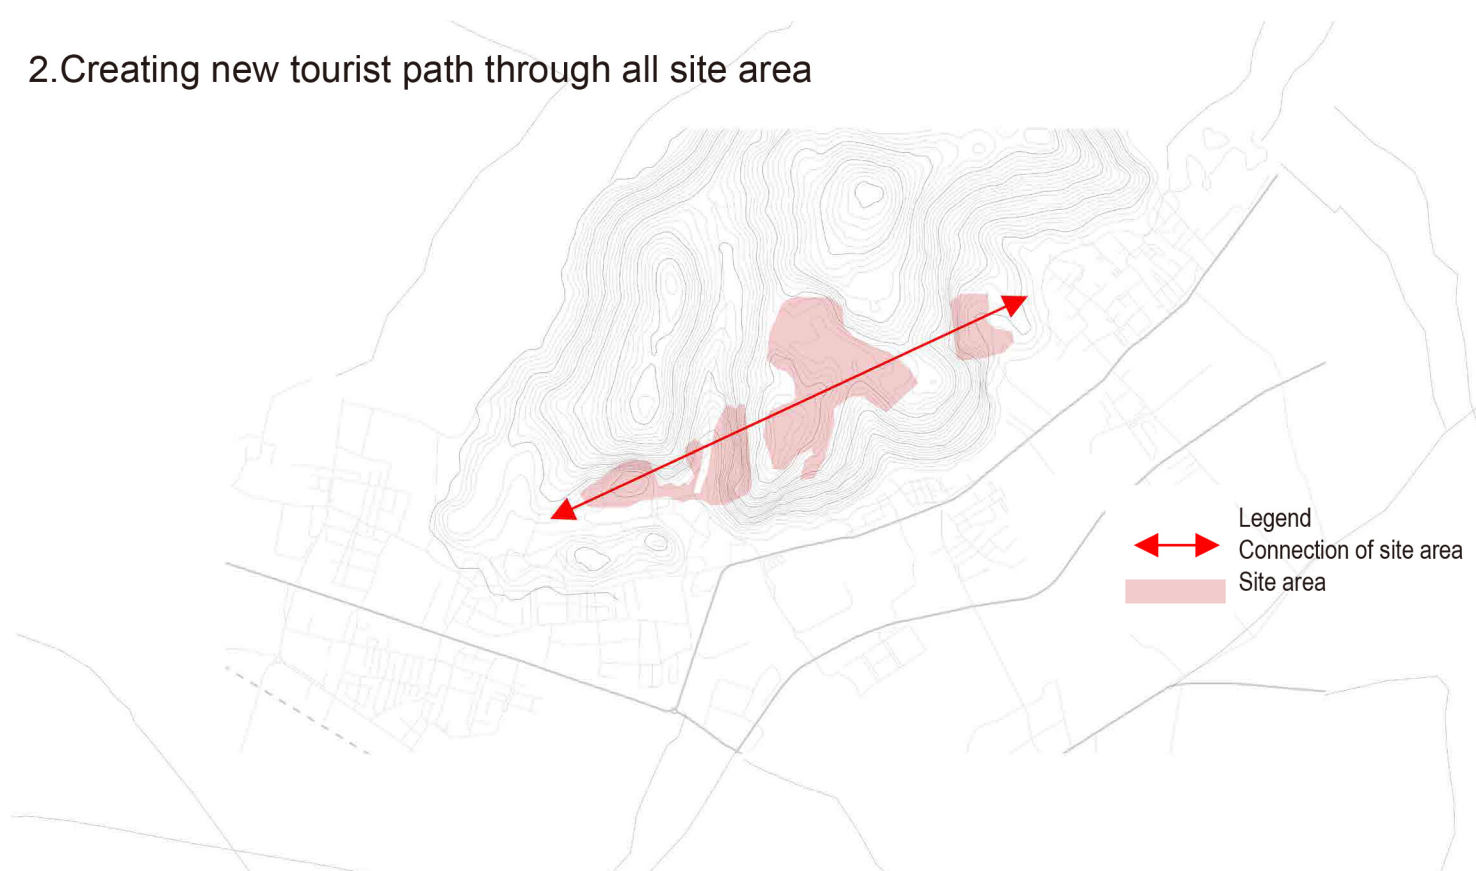 2.Creating new tourist path through all site area
Legend
Connection of site area
Site area